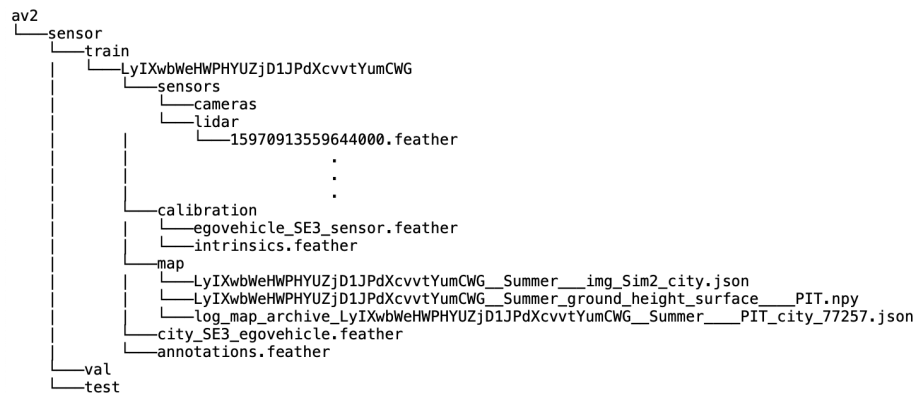 av2
└───sensor
    └───train
    |   └───LyIXwbWeHWPHYUZjD1JPdXcvvtYumCWG
    |       └───sensors
    |           └───cameras
    |           └───lidar
    |       |       └───15970913559644000.feather
    |       |                      .
    |       |                      .
    |       |                      .
    |       └───calibration
    |       |   └───egovehicle_SE3_sensor.feather
    |       |   └───intrinsics.feather
    |       └───map
    |       |   └───LyIXwbWeHWPHYUZjD1JPdXcvvtYumCWG__Summer___img_Sim2_city.json
    |       |   └───LyIXwbWeHWPHYUZjD1JPdXcvvtYumCWG__Summer_ground_height_surface____PIT.npy
    |       |   └───log_map_archive_LyIXwbWeHWPHYUZjD1JPdXcvvtYumCWG__Summer____PIT_city_77257.json
    |       └───city_SE3_egovehicle.feather
    |       └───annotations.feather
    └───val
    └───test